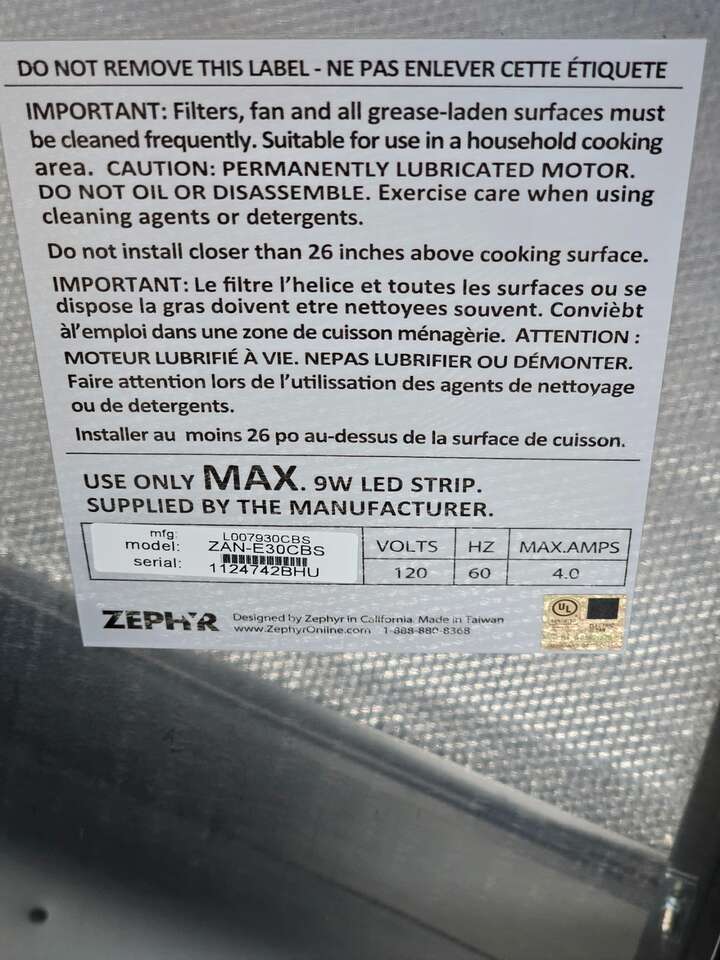 DO NOT REMOVE THIS LABEL - NE PAS ENLEVER CETTE ÉTIQUETE
IMPORTANT: Filters, fan and all grease-laden surfaces must
be cleaned frequently. Suitable for use in a household cooking
area. CAUTION: PERMANENTLY LUBRICATED MOTOR.
DO NOT OIL OR DISASSEMBLE. Exercise care when using
cleaning agents or detergents.
Do not install closer than 26 inches above cooking surface.
IMPORTANT: Le filtre l'helice et toutes les surfaces ou se
dispose la gras doivent etre nettoyees souvent. Convièbt
àl'emploi dans une zone de cuisson ménagèrie. ATTENTION :
MOTEUR LUBRIFIÉ À VIE. NEPAS LUBRIFIER OU DÉMONTER.
Faire attention lors de l'utilissation des agents de nettoyage
ou de detergents.
Installer au moins 26 po au-dessus de la surface de cuisson.
USE ONLY MAX. 9W LED STRIP.
SUPPLIED BY THE MANUFACTURER.
mfg: L007930CBS
model: ZAN-E30CBS
serial: 1124742BHU
VOLTS HZ MAX.AMPS
120 60 4.0
ZEPHYR Designed by Zephyr in California. Made in Taiwan
www.ZephyrOnline.com 1-888-880-8368
UL